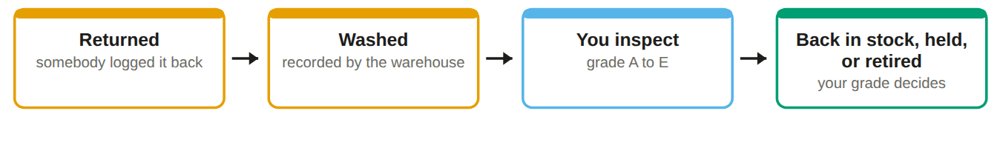 Returned
somebody logged it back
Washed
recorded by the warehouse
You inspect
grade A to E
Back in stock, held,
or retired
your grade decides